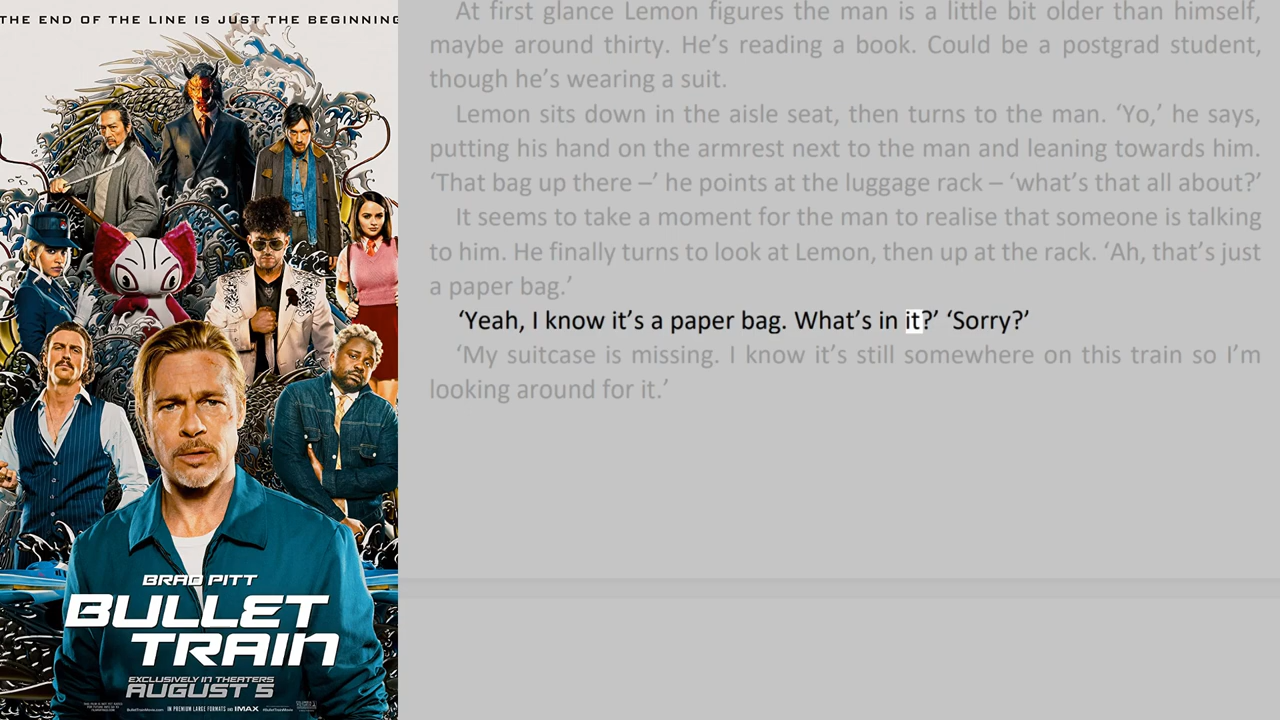 THE END OF THE LINE IS JUST THE BEGINNING
BRAD PITT
BULLET
TRAIN
EXCLUSIVELY IN THEATERS
AUGUST 5
IN PREMIUM LARGE FORMATS AND IMAX
At first glance Lemon figures the man is a little bit older than himself,
maybe around thirty. He’s reading a book. Could be a postgrad student,
though he’s wearing a suit.
Lemon sits down in the aisle seat, then turns to the man. ‘Yo,’ he says,
putting his hand on the armrest next to the man and leaning towards him.
‘That bag up there –’ he points at the luggage rack – ‘what’s that all about?’
It seems to take a moment for the man to realise that someone is talking
to him. He finally turns to look at Lemon, then up at the rack. ‘Ah, that’s just
a paper bag.’
‘Yeah, I know it’s a paper bag. What’s in it?’ ‘Sorry?’
‘My suitcase is missing. I know it’s still somewhere on this train so I’m
looking around for it.’